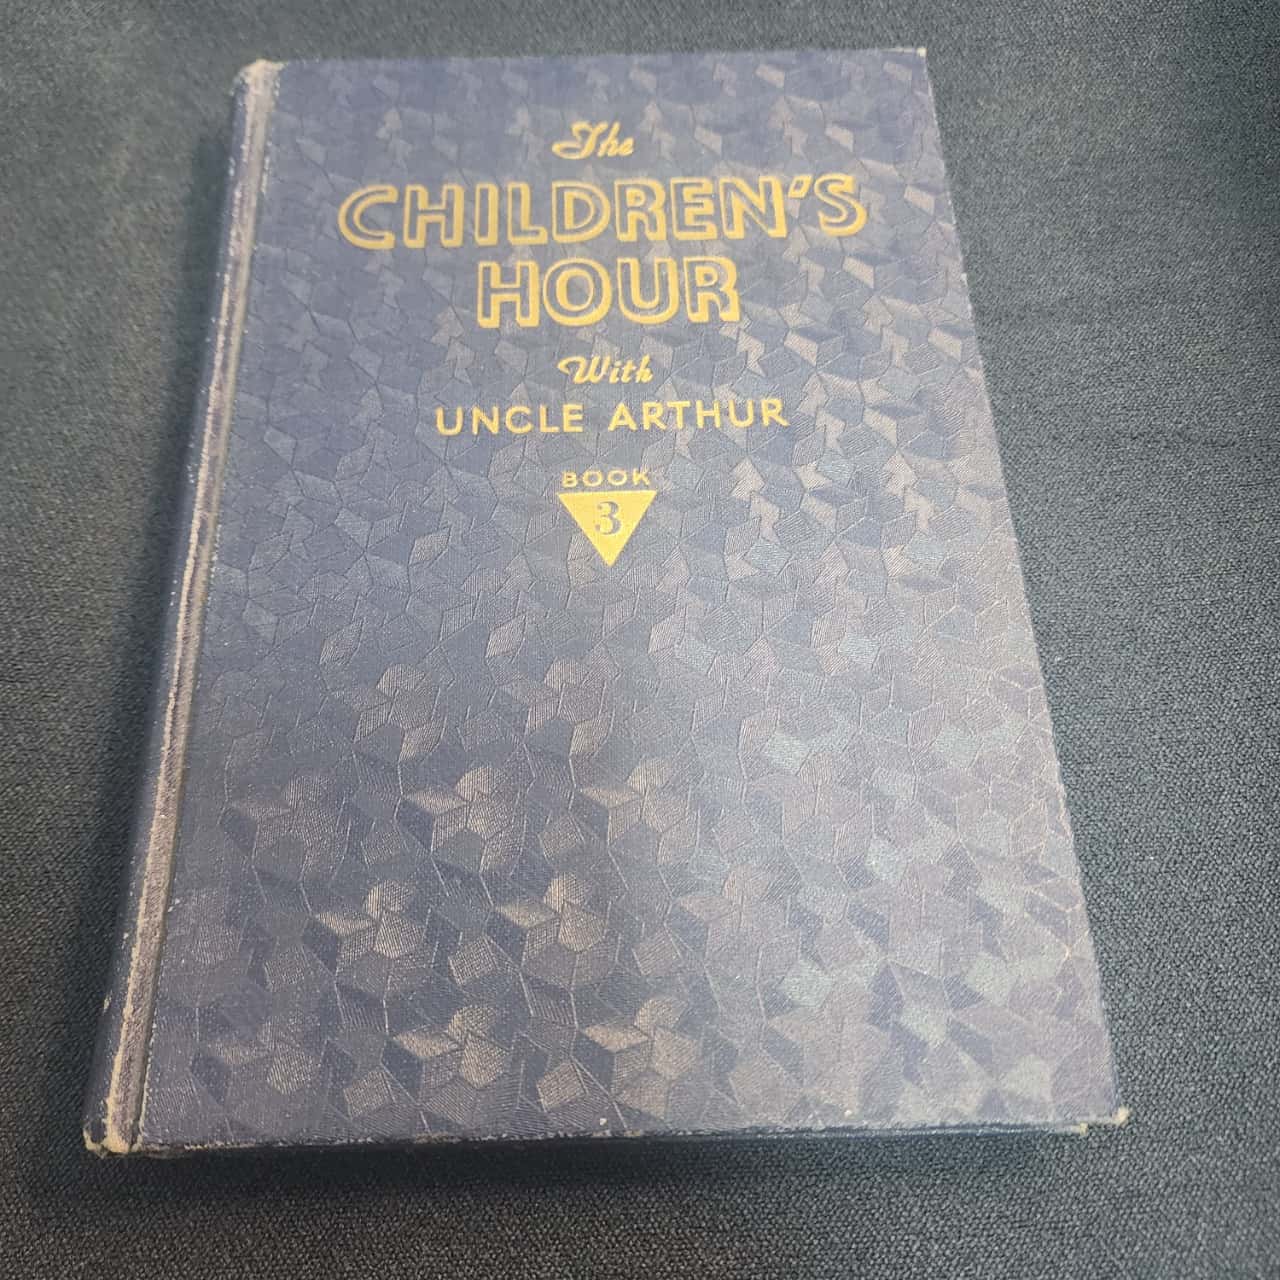 The
CHILDREN'S
HOUR
With
UNCLE ARTHUR
BOOK
3